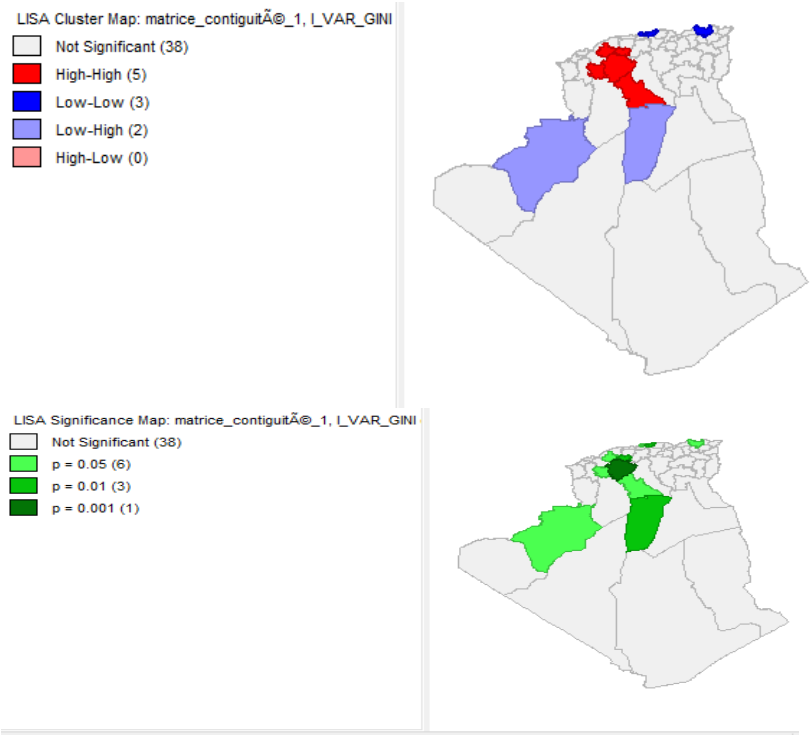 LISA Cluster Map: matrice_contiguitÃ©_1, I_VAR_GINI
Not Significant (38)
High-High (5)
Low-Low (3)
Low-High (2)
High-Low (0)
LISA Significance Map: matrice_contiguitÃ©_1, I_VAR_GINI
Not Significant (38)
p = 0.05 (6)
p = 0.01 (3)
p = 0.001 (1)